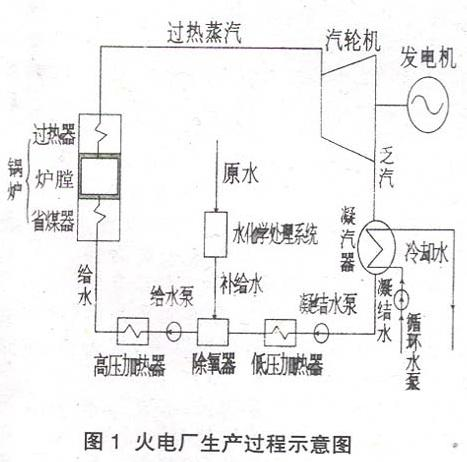 过热蒸汽
汽轮机
发电机
过热器
锅炉
炉膛
省煤器
原水
乏汽
水化学处理系统
凝汽器
冷却水
给水
给水泵
补给水
凝结水泵
凝结水
循环水泵
高压加热器
除氧器
低压加热器
图1 火电厂生产过程示意图